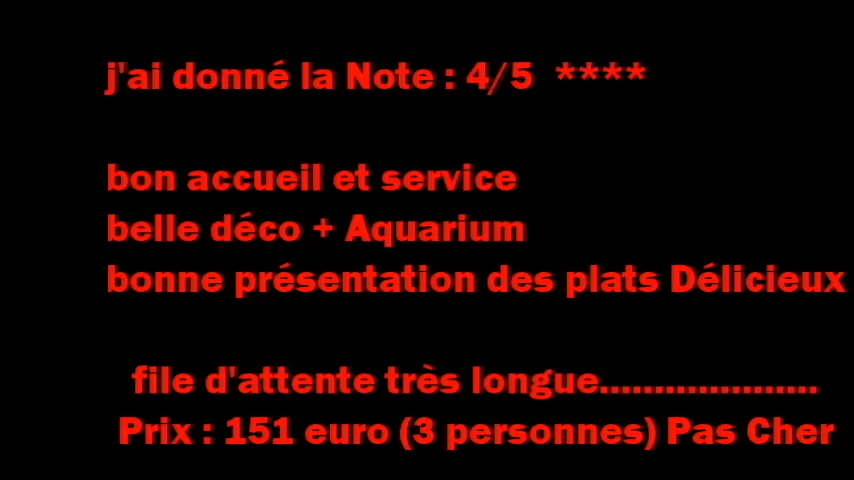 j'ai donné la Note : 4/5 ****
bon accueil et service
belle déco + Aquarium
bonne présentation des plats Délicieux
file d'attente très longue....................
Prix : 151 euro (3 personnes) Pas Cher